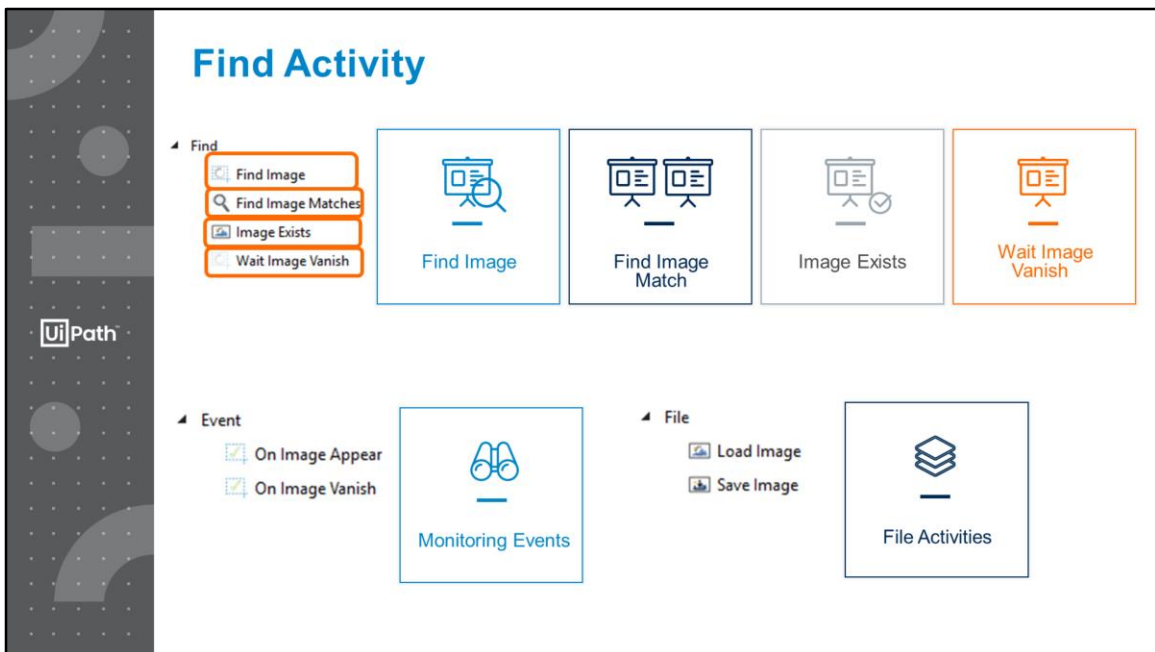 Find Activity
Find
Find Image
Find Image Matches
Image Exists
Wait Image Vanish
Find Image
Find Image
Match
Image Exists
Wait Image
Vanish
UiPath™
Event
On Image Appear
On Image Vanish
Monitoring Events
File
Load Image
Save Image
File Activities